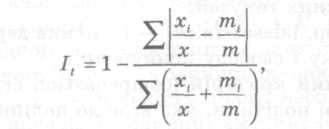 I_t = 1 - \frac{\sum \left| \frac{x_i}{x} \frac{m_i}{m} \right|}{\sum \left( \frac{x_i}{x} + \frac{m_i}{m} \right)},